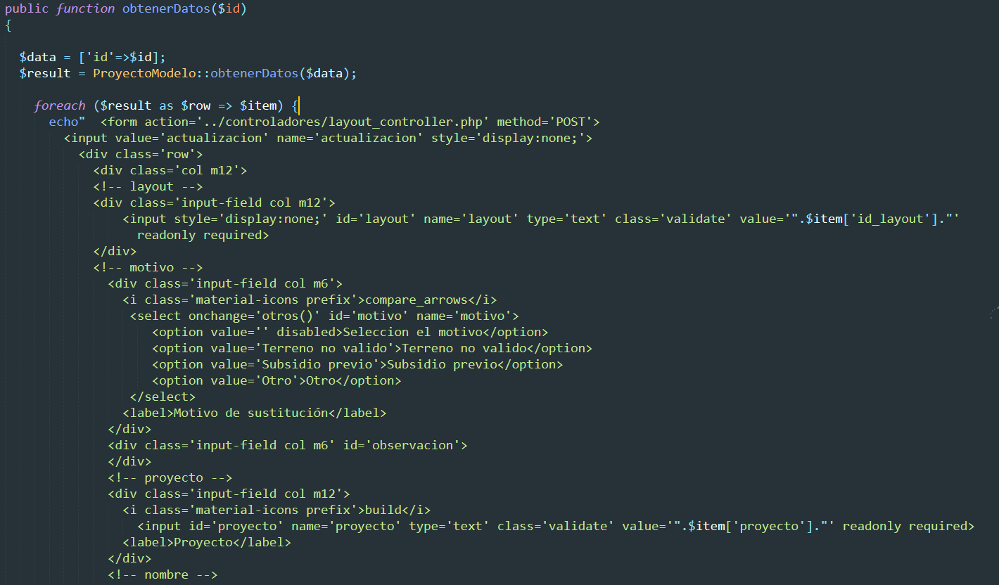 public function obtenerDatos($id)
{
$data = ['id'=>$id];
$result = ProyectoModelo::obtenerDatos($data);
foreach ($result as $row => $item) {
echo"  <form action='../controladores/layout_controller.php' method='POST'>
<input value='actualizacion' name='actualizacion' style='display:none;'>
<div class='row'>
<div class='col m12'>
<!-- layout -->
<div class='input-field col m12'>
<input style='display:none;' id='layout' name='layout' type='text' class='validate' value='".$item['id_layout']."'
readonly required>
</div>
<!-- motivo -->
<div class='input-field col m6'>
<i class='material-icons prefix'>compare_arrows</i>
<select onchange='otros()' id='motivo' name='motivo'>
<option value='' disabled>Seleccion el motivo</option>
<option value='Terreno no valido'>Terreno no valido</option>
<option value='Subsidio previo'>Subsidio previo</option>
<option value='Otro'>Otro</option>
</select>
<label>Motivo de sustitución</label>
</div>
<div class='input-field col m6' id='observacion'>
</div>
<!-- proyecto -->
<div class='input-field col m12'>
<i class='material-icons prefix'>build</i>
<input id='proyecto' name='proyecto' type='text' class='validate' value='".$item['proyecto']."' readonly required>
<label>Proyecto</label>
</div>
<!-- nombre -->